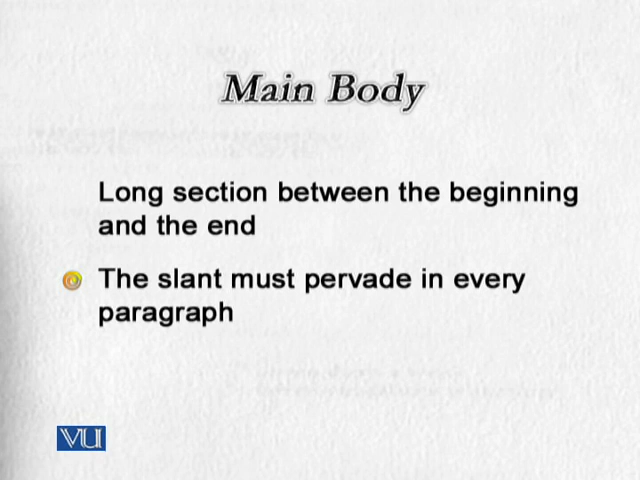 Main Body
Long section between the beginning
and the end
The slant must pervade in every
paragraph
VU